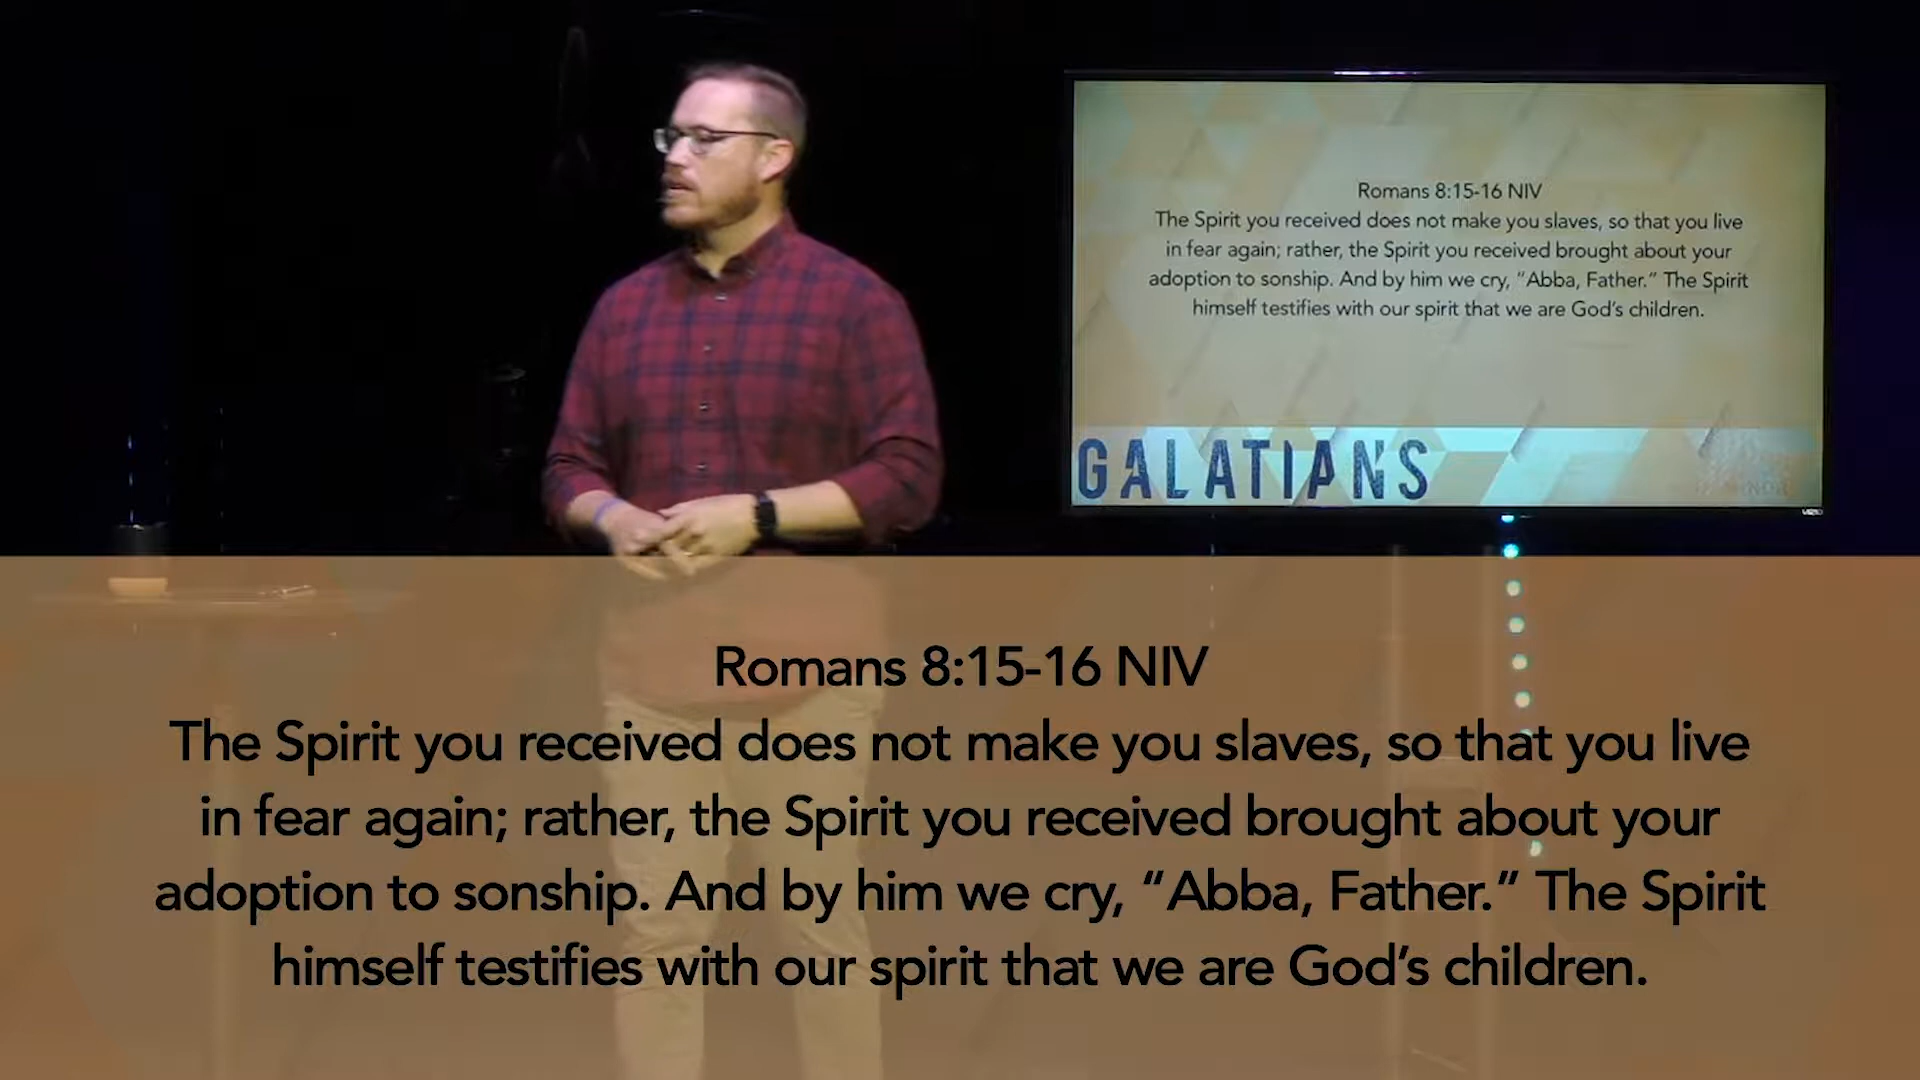 Romans 8:15-16 NIV
The Spirit you received does not make you slaves, so that you live
in fear again; rather, the Spirit you received brought about your
adoption to sonship. And by him we cry, “Abba, Father.” The Spirit
himself testifies with our spirit that we are God’s children.
GALATIANS
VIZIO
Romans 8:15-16 NIV
The Spirit you received does not make you slaves, so that you live
in fear again; rather, the Spirit you received brought about your
adoption to sonship. And by him we cry, “Abba, Father.” The Spirit
himself testifies with our spirit that we are God’s children.